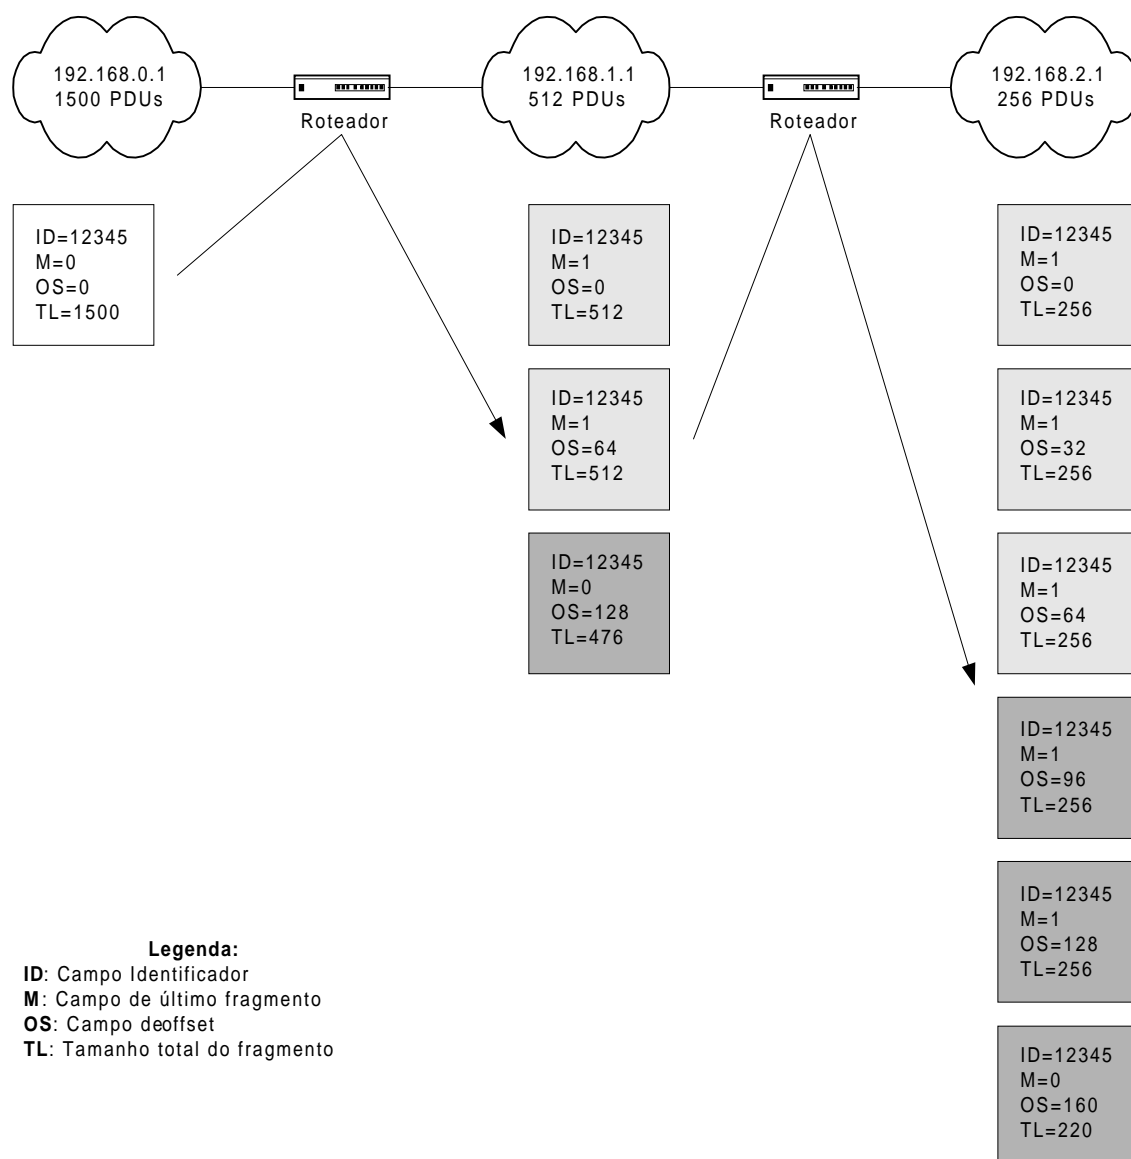 192.168.0.1
1500 PDUs
Roteador
192.168.1.1
512 PDUs
Roteador
192.168.2.1
256 PDUs
ID=12345
M=0
OS=0
TL=1500
ID=12345
M=1
OS=0
TL=512
ID=12345
M=1
OS=64
TL=512
ID=12345
M=0
OS=128
TL=476
ID=12345
M=1
OS=0
TL=256
ID=12345
M=1
OS=32
TL=256
ID=12345
M=1
OS=64
TL=256
ID=12345
M=1
OS=96
TL=256
ID=12345
M=1
OS=128
TL=256
ID=12345
M=0
OS=160
TL=220
Legenda:
ID: Campo Identificador
M: Campo de último fragmento
OS: Campo deoffset
TL: Tamanho total do fragmento